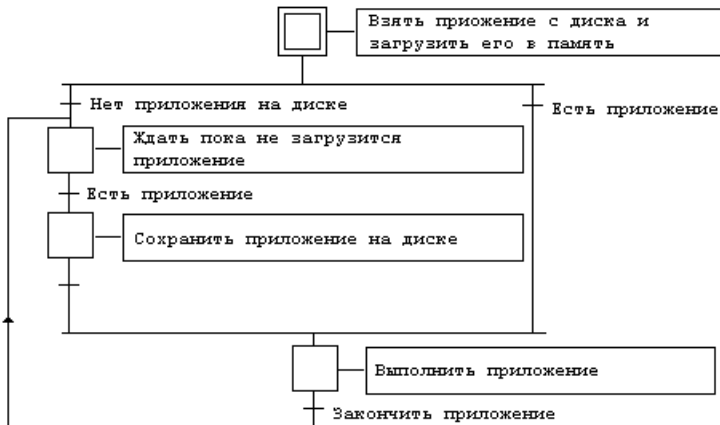 Взять приожение с диска и
загрузить его в память
Нет приложения на диске
Есть приложение
Ждать пока не загрузится
приложение
Есть приложение
Сохранить приложение на диске
Выполнить приложение
Закончить приложение